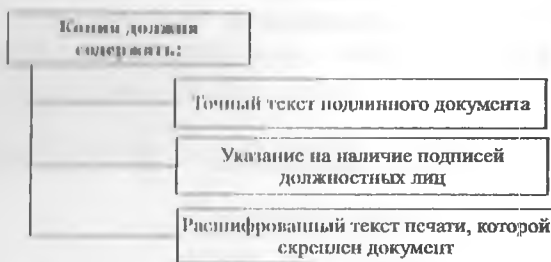 Копия должна
содержать:
Точный текст подлинного документа
Указание на наличие подписей
должностных лиц
Расшифрованный текст печати, которой
скреплен документ